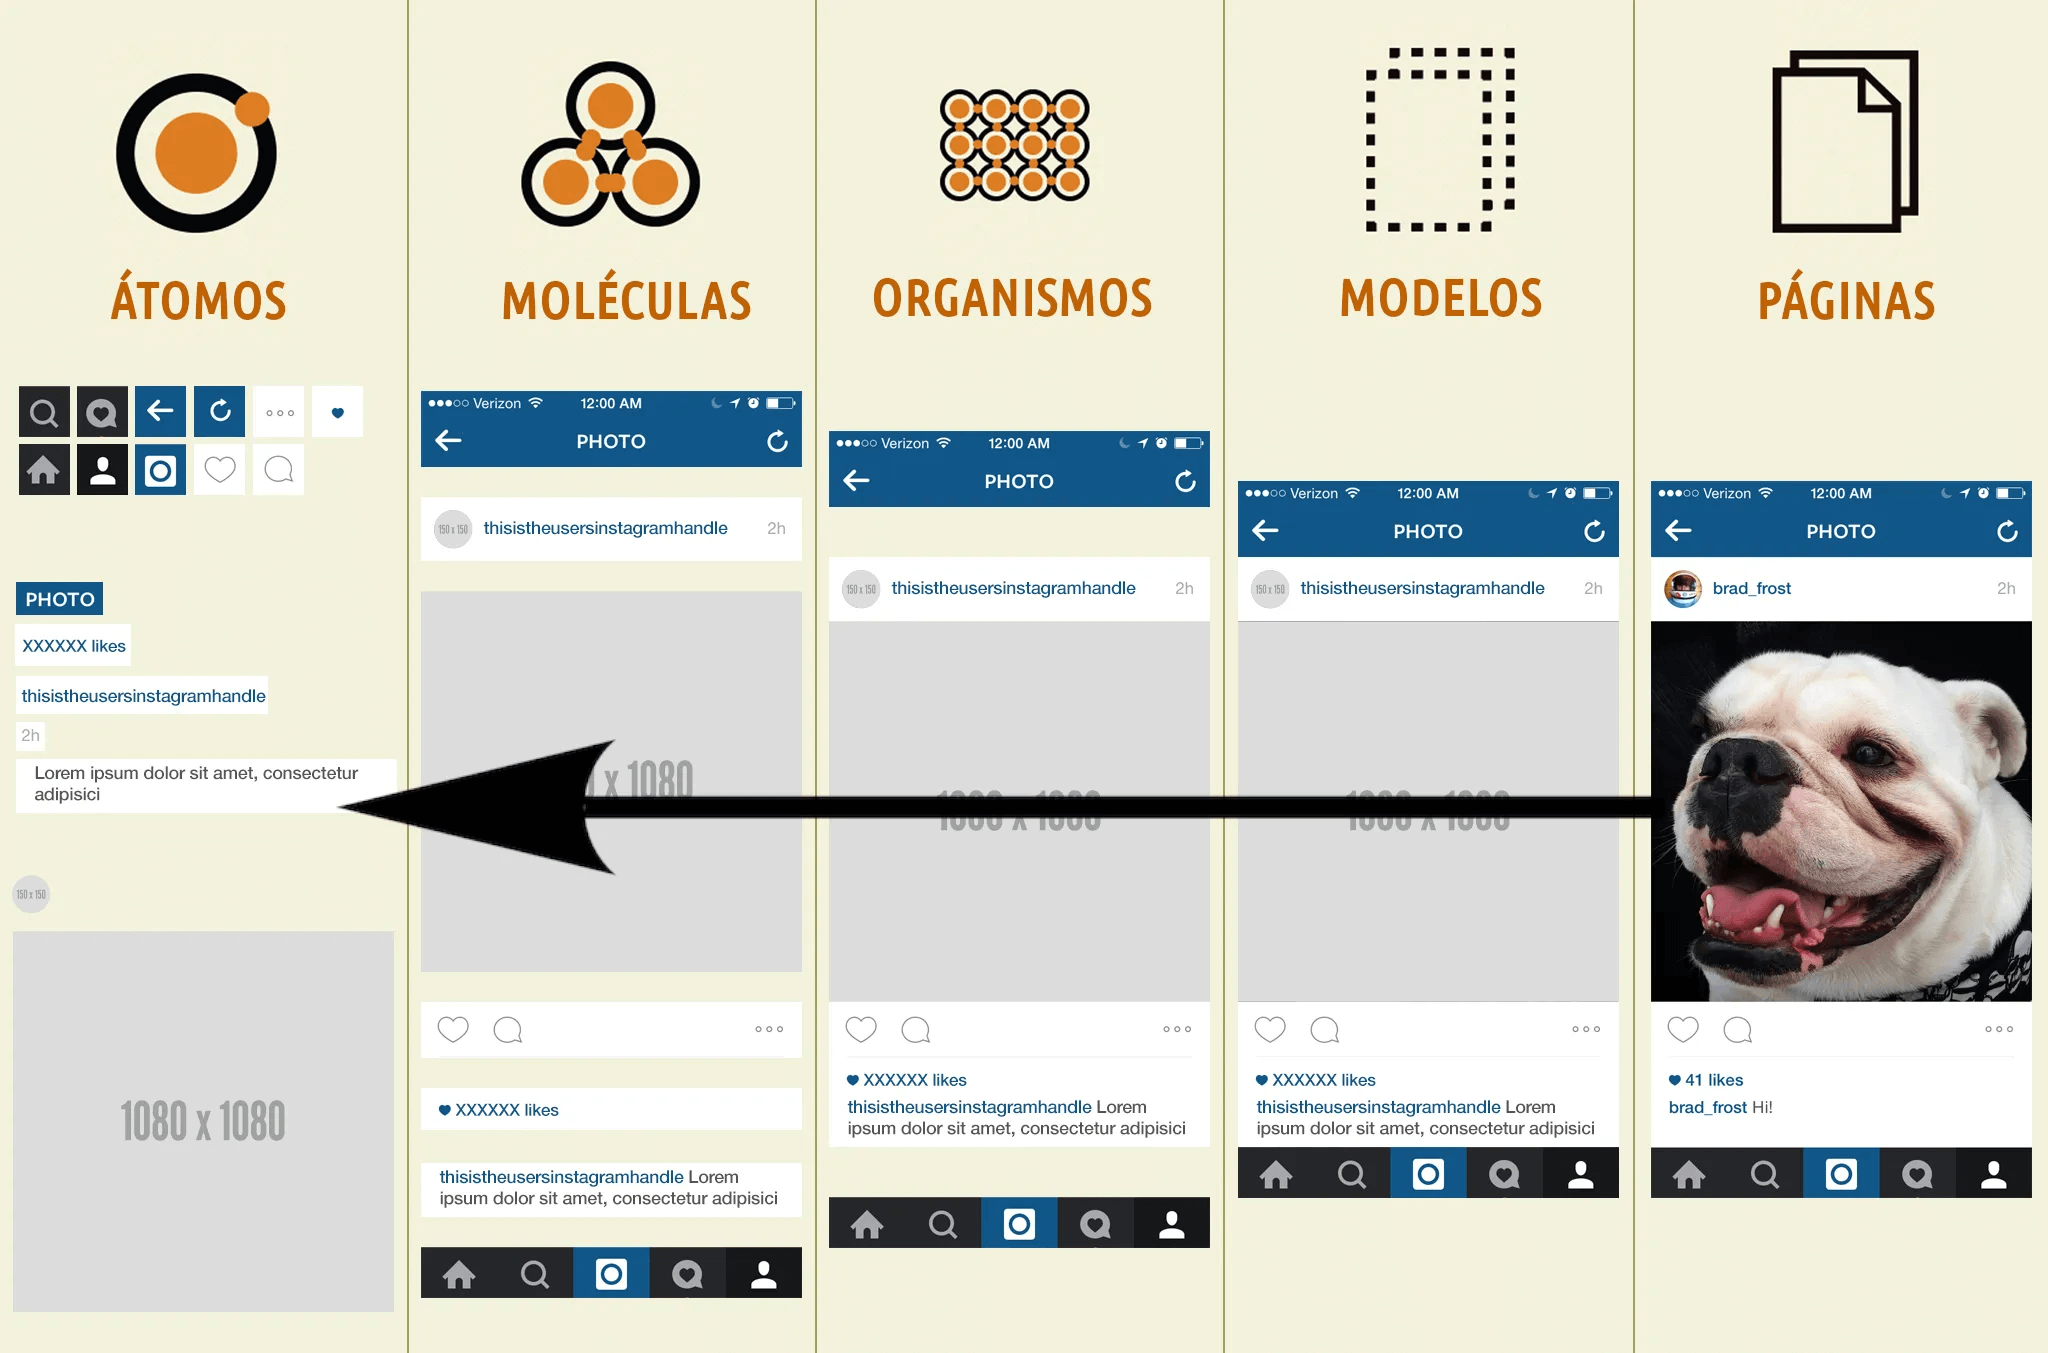 ÁTOMOS
PHOTO
XXXXXX likes
thisistheusersinstagramhandle
2h
Lorem ipsum dolor sit amet, consectetur
adipisici
150 x 150
1080 x 1080
MOLÉCULAS
Verizon 12:00 AM
PHOTO
150 x 150 thisistheusersinstagramhandle 2h
x 1080
XXXXXX likes
thisistheusersinstagramhandle Lorem
ipsum dolor sit amet, consectetur adipisici
ORGANISMOS
Verizon 12:00 AM
PHOTO
150 x 150 thisistheusersinstagramhandle 2h
1080 x 1080
XXXXXX likes
thisistheusersinstagramhandle Lorem
ipsum dolor sit amet, consectetur adipisici
MODELOS
Verizon 12:00 AM
PHOTO
150 x 150 thisistheusersinstagramhandle 2h
1080 x 1080
XXXXXX likes
thisistheusersinstagramhandle Lorem
ipsum dolor sit amet, consectetur adipisici
PÁGINAS
Verizon 12:00 AM
PHOTO
brad_frost 2h
41 likes
brad_frost Hi!